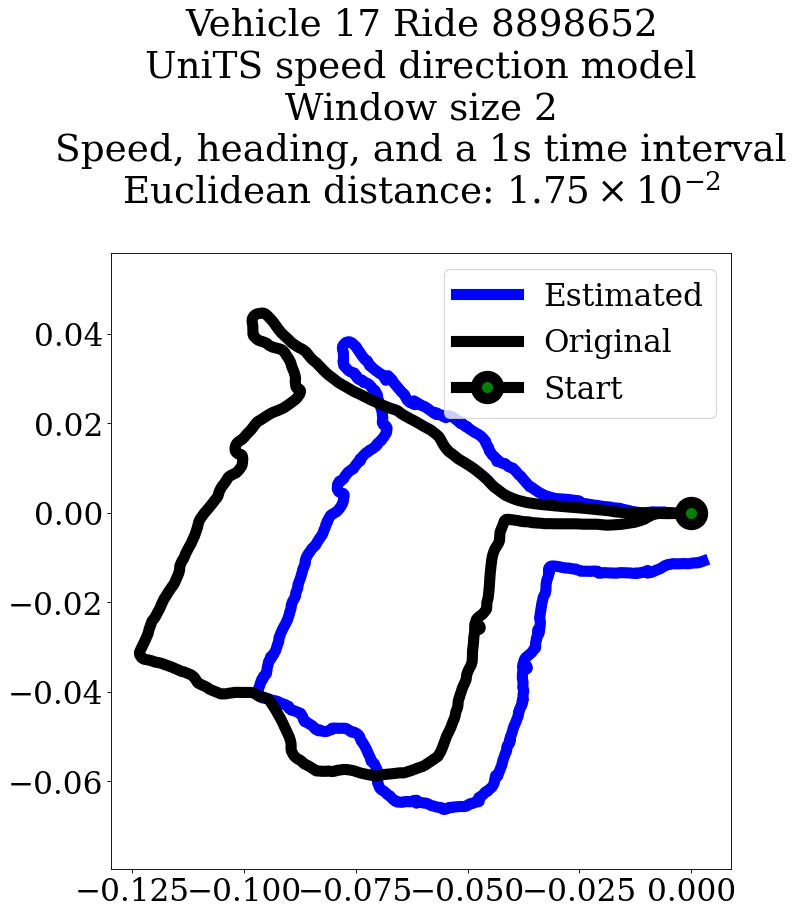 Vehicle 17 Ride 8898652
UniTS speed direction model
Window size 2
Speed, heading, and a 1s time interval
Euclidean distance: 1.75 × 10⁻²
Estimated
Original
Start
0.04
0.02
0.00
−0.02
−0.04
−0.06
−0.125 −0.100 −0.075 −0.050 −0.025 0.000